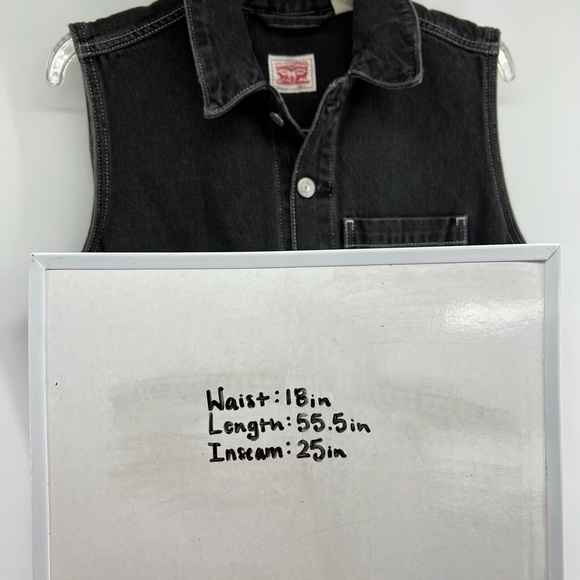 Waist: 18in
Length: 55.5in
Inseam: 25in